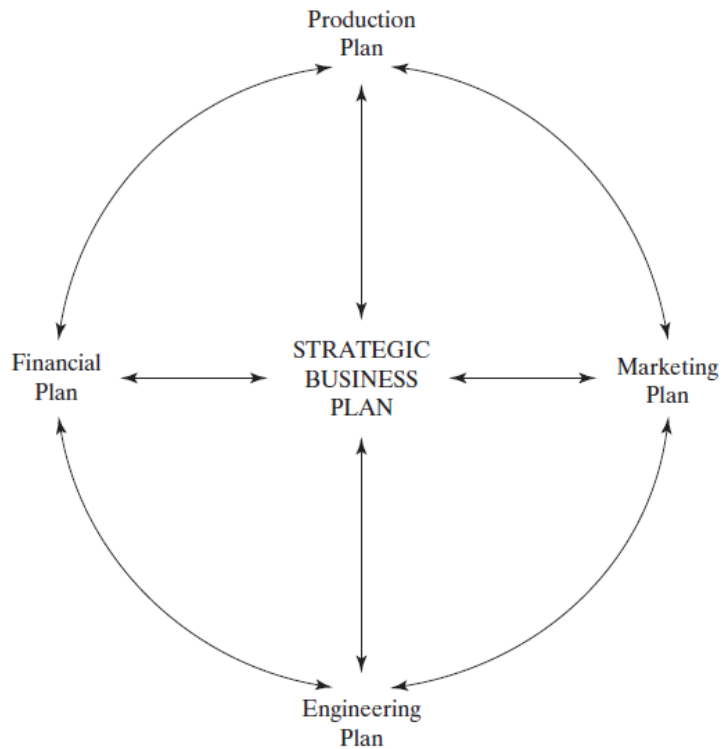 Production
Plan
Financial
Plan
STRATEGIC
BUSINESS
PLAN
Marketing
Plan
Engineering
Plan